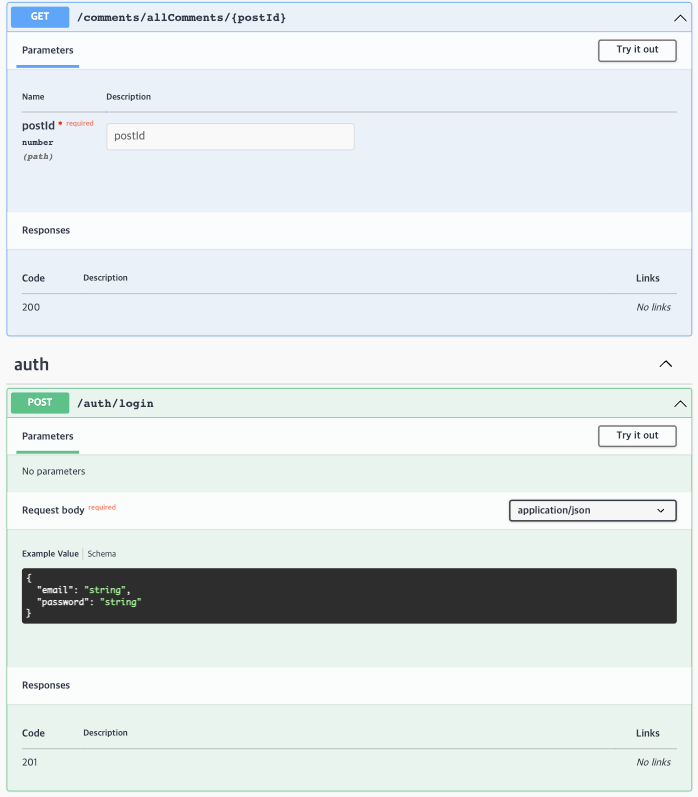 GET /comments/allComments/{postId}
Parameters Try it out
Name Description
postId * required postId
number
(path)
Responses
Code Description Links
200 No links
auth
POST /auth/login
Parameters Try it out
No parameters
Request body required application/json
Example Value Schema
{
"email": "string",
"password": "string"
}
Responses
Code Description Links
201 No links